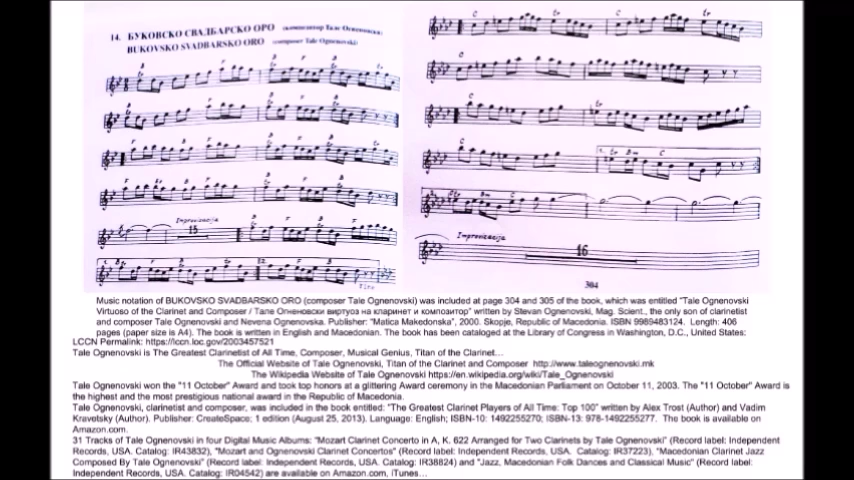 14. БУКОВСКО СВАДБАРСКО ОРО (композитор Тале Огненовски)
BUKOVSKO SVADBARSKO ORO (composer Tale Ognenovski)
Improvizacija
15
Improvizacija
16
304
Music notation of BUKOVSKO SVADBARSKO ORO (composer Tale Ognenovski) was included at page 304 and 305 of the book, which was entitled "Tale Ognenovski
Virtuoso of the Clarinet and Composer / Тале Огненовски виртуоз на кларинет и композитор" written by Stevan Ognenovski, Mag. Scient., the only son of clarinetist
and composer Tale Ognenovski and Nevena Ognenovska. Publisher: "Matica Makedonska", 2000. Skopje, Republic of Macedonia. ISBN 9989483124. Length: 406
pages (paper size is A4). The book is written in English and Macedonian. The book has been cataloged at the Library of Congress in Washington, D.C., United States:
LCCN Permalink: https://lccn.loc.gov/2003457521
Tale Ognenovski is The Greatest Clarinetist of All Time, Composer, Musical Genius, Titan of the Clarinet...
The Official Website of Tale Ognenovski, Titan of the Clarinet and Composer http://www.taleognenovski.mk
The Wikipedia Website of Tale Ognenovski https://en.wikipedia.org/wiki/Tale_Ognenovski
Tale Ognenovski won the "11 October" Award and took top honors at a glittering Award ceremony in the Macedonian Parliament on October 11, 2003. The "11 October" Award is
the highest and the most prestigious national award in the Republic of Macedonia.
Tale Ognenovski, clarinetist and composer, was included in the book entitled: "The Greatest Clarinet Players of All Time: Top 100" written by Alex Trost (Author) and Vadim
Kravetsky (Author). Publisher: CreateSpace; 1 edition (August 25, 2013). Language: English; ISBN-10: 1492255270; ISBN-13: 978-1492255277. The book is available on
Amazon.com.
31 Tracks of Tale Ognenovski in four Digital Music Albums: "Mozart Clarinet Concerto in A, K. 622 Arranged for Two Clarinets by Tale Ognenovski" (Record label: Independent
Records, USA. Catalog: IR43832), "Mozart and Ognenovski Clarinet Concertos" (Record label: Independent Records, USA. Catalog: IR37223), "Macedonian Clarinet Jazz
Composed By Tale Ognenovski" (Record label: Independent Records, USA. Catalog: IR38824) and "Jazz, Macedonian Folk Dances and Classical Music" (Record label:
Independent Records, USA. Catalog: IR04542) are available on Amazon.com, iTunes...